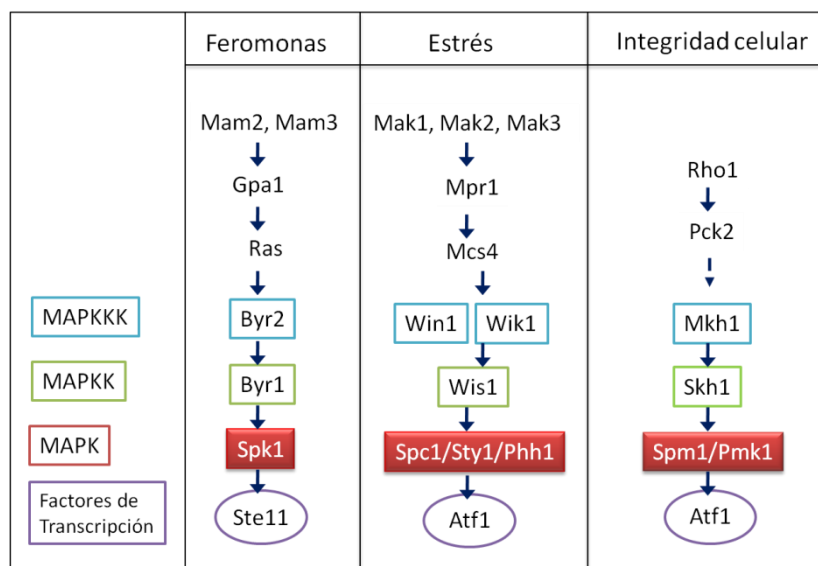 Feromonas
Estrés
Integridad celular
Mam2, Mam3
Mak1, Mak2, Mak3
Gpa1
Mpr1
Rho1
Ras
Mcs4
Pck2
MAPKKK
Byr2
Win1
Wik1
Mkh1
MAPKK
Byr1
Wis1
Skh1
MAPK
Spk1
Spc1/Sty1/Phh1
Spm1/Pmk1
Factores de
Transcripción
Ste11
Atf1
Atf1